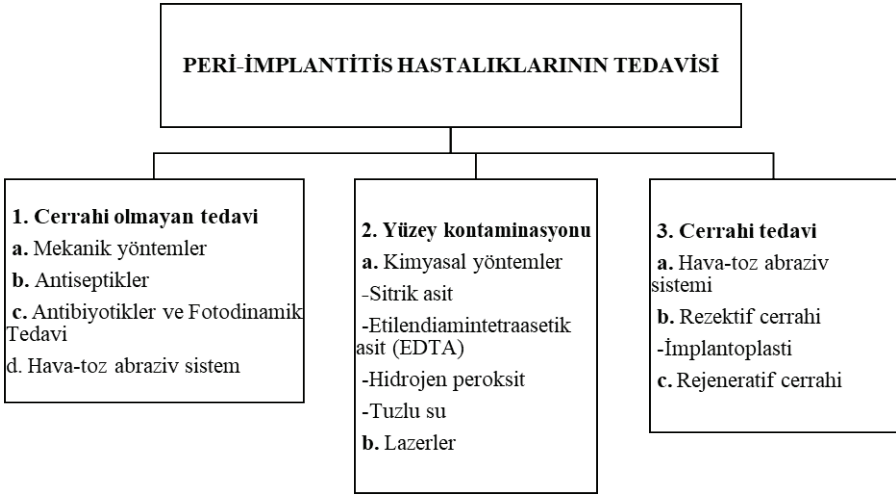 PERİ-İMPLANTİTİS HASTALIKLARININ TEDAVİSİ
1. Cerrahi olmayan tedavi
a. Mekanik yöntemler
b. Antiseptikler
c. Antibiyotikler ve Fotodinamik
Tedavi
d. Hava-toz abraziv sistem
2. Yüzey kontaminasyonu
a. Kimyasal yöntemler
-Sitrik asit
-Etilendiamintetraasetik
asit (EDTA)
-Hidrojen peroksit
-Tuzlu su
b. Lazerler
3. Cerrahi tedavi
a. Hava-toz abraziv
sistemi
b. Rezektif cerrahi
-İmplantoplasti
c. Rejeneratif cerrahi